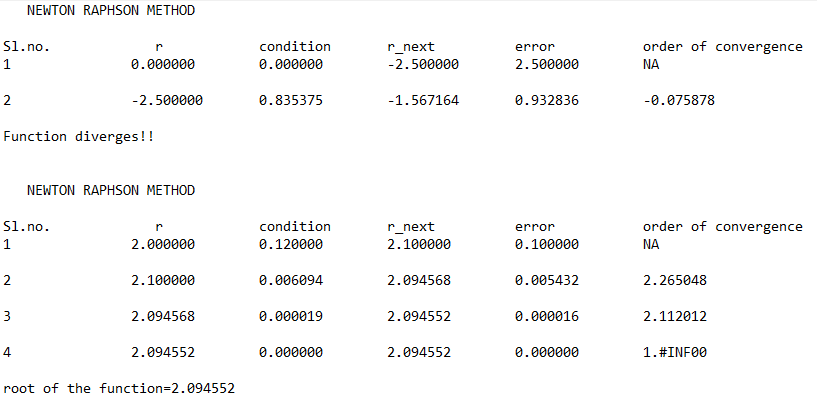 NEWTON RAPHSON METHOD
Sl.no. r condition r_next error order of convergence
1 0.000000 0.000000 -2.500000 2.500000 NA
2 -2.500000 0.835375 -1.567164 0.932836 -0.075878
Function diverges!!
NEWTON RAPHSON METHOD
Sl.no. r condition r_next error order of convergence
1 2.000000 0.120000 2.100000 0.100000 NA
2 2.100000 0.006094 2.094568 0.005432 2.265048
3 2.094568 0.000019 2.094552 0.000016 2.112012
4 2.094552 0.000000 2.094552 0.000000 1.#INF00
root of the function=2.094552